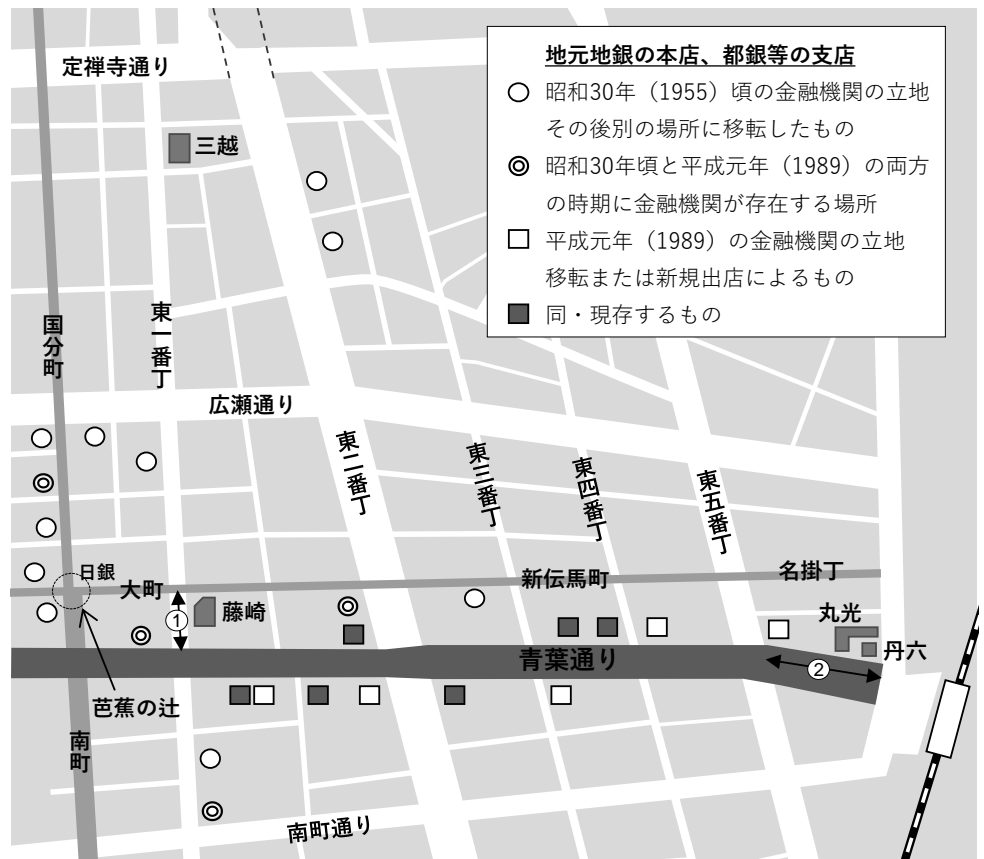 定禅寺通り
地元地銀の本店、都銀等の支店
昭和30年（1955）頃の金融機関の立地
その後別の場所に移転したもの
昭和30年頃と平成元年（1989）の両方
の時期に金融機関が存在する場所
平成元年（1989）の金融機関の立地
移転または新規出店によるもの
同・現存するもの
三越
国分町
東一番丁
広瀬通り
東二番丁
東三番丁
東四番丁
東五番丁
日銀
大町
新伝馬町
名掛丁
①
藤崎
丸光
丹六
青葉通り
②
芭蕉の辻
南町
南町通り